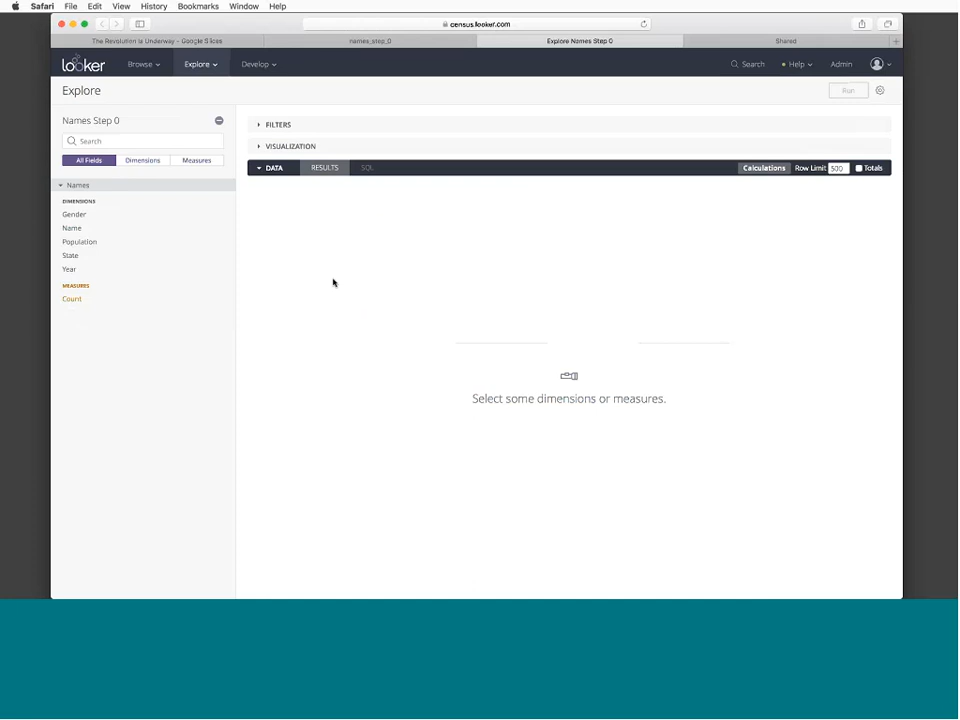 Safari File Edit View History Bookmarks Window Help
census.looker.com
The Revolution is Underway - Google Slices names_step_0 Explore Names Step 0 Shared +
looker Browse Explore Develop Search Help Admin
Explore Run
Names Step 0
Search
All Fields Dimensions Measures
Names
DIMENSIONS
Gender
Name
Population
State
Year
MEASURES
Count
FILTERS
VISUALIZATION
DATA RESULTS SQL Calculations Row Limit 500 Totals
Select some dimensions or measures.